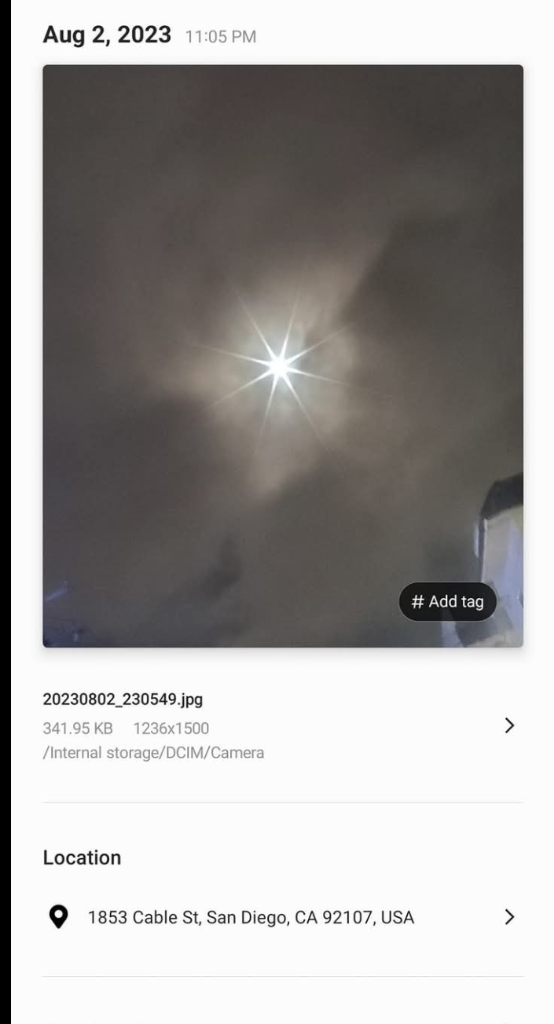 Aug 2, 2023 11:05 PM
# Add tag
20230802_230549.jpg
341.95 KB 1236x1500
/Internal storage/DCIM/Camera
Location
1853 Cable St, San Diego, CA 92107, USA